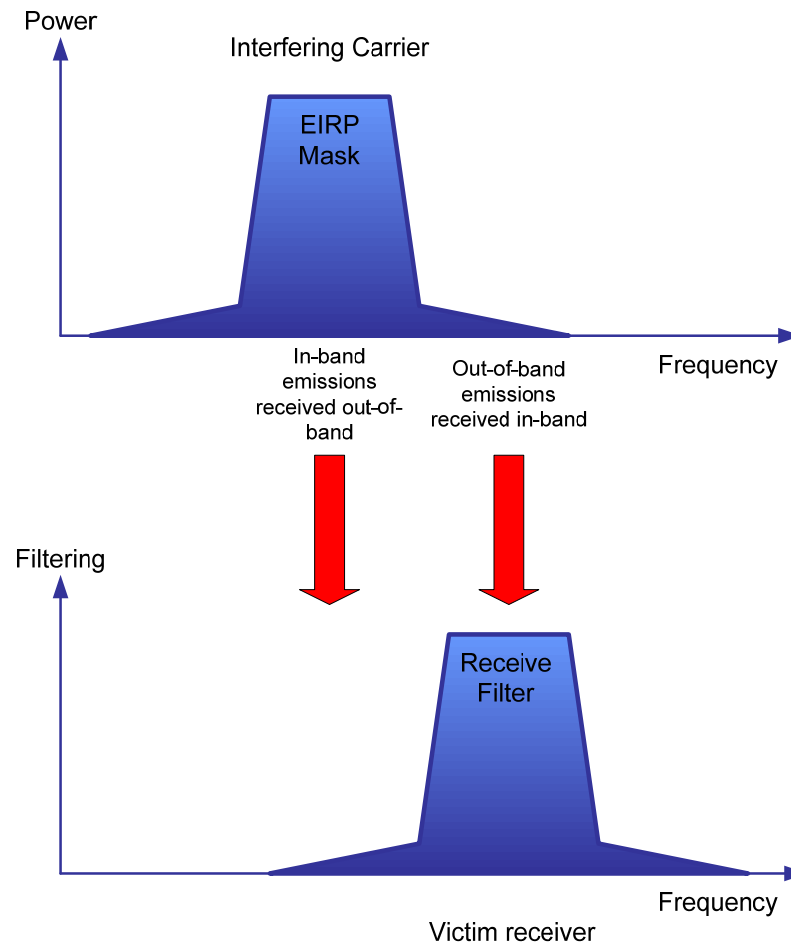 Power
Interfering Carrier
EIRP
Mask
Frequency
In-band
emissions
received out-of-
band
Out-of-band
emissions
received in-band
Filtering
Receive
Filter
Frequency
Victim receiver